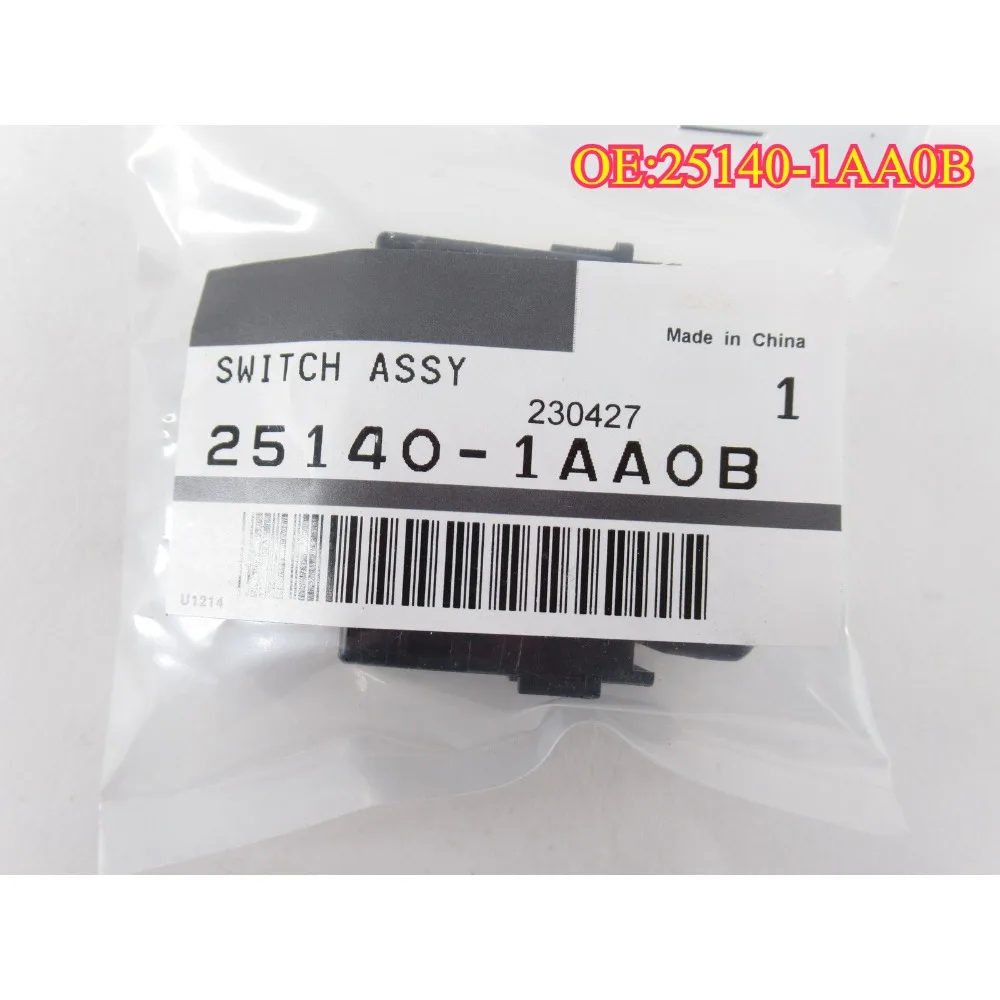 OE:25140-1AA0B
Made in China
SWITCH ASSY
230427
1
25140-1AA0B
U1214